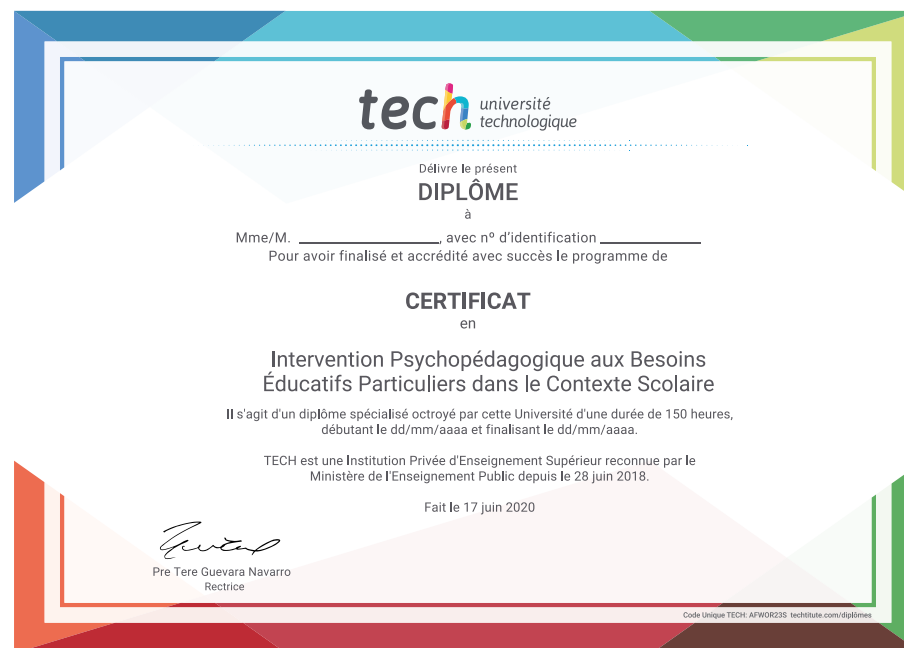 tech université
technologique
Délivre le présent
DIPLÔME
à
Mme/M. ____________________, avec nº d'identification ______________
Pour avoir finalisé et accrédité avec succès le programme de
CERTIFICAT
en
Intervention Psychopédagogique aux Besoins
Éducatifs Particuliers dans le Contexte Scolaire
Il s'agit d'un diplôme spécialisé octroyé par cette Université d'une durée de 150 heures,
débutant le dd/mm/aaaa et finalisant le dd/mm/aaaa.
TECH est une Institution Privée d'Enseignement Supérieur reconnue par le
Ministère de l'Enseignement Public depuis le 28 juin 2018.
Fait le 17 juin 2020
Pre Tere Guevara Navarro
Rectrice
Code Unique TECH: AFWOR23S techtitute.com/diplômes